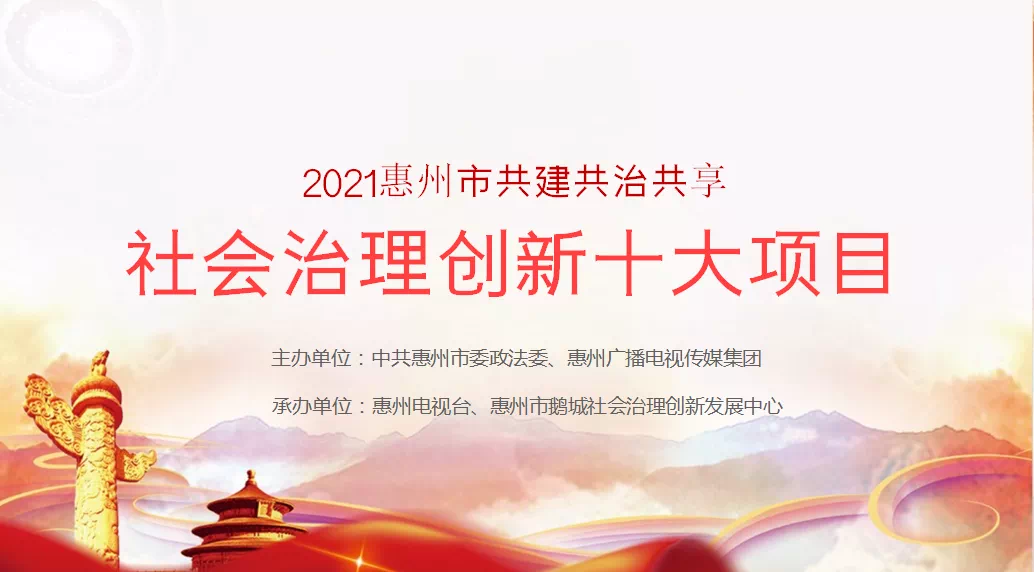 2021惠州市共建共治共享
社会治理创新十大项目
主办单位：中共惠州市委政法委、惠州广播电视传媒集团
承办单位：惠州电视台、惠州市鹅城社会治理创新发展中心